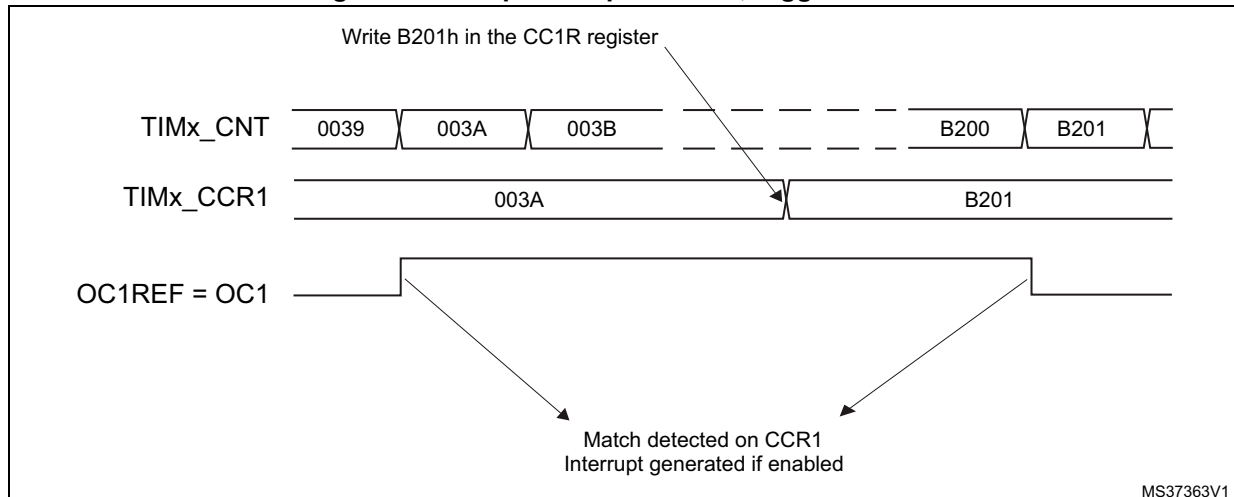 Write B201h in the CC1R register
TIMx_CNT 0039 003A 003B B200 B201
TIMx_CCR1 003A B201
OC1REF = OC1
Match detected on CCR1
Interrupt generated if enabled
MS37363V1